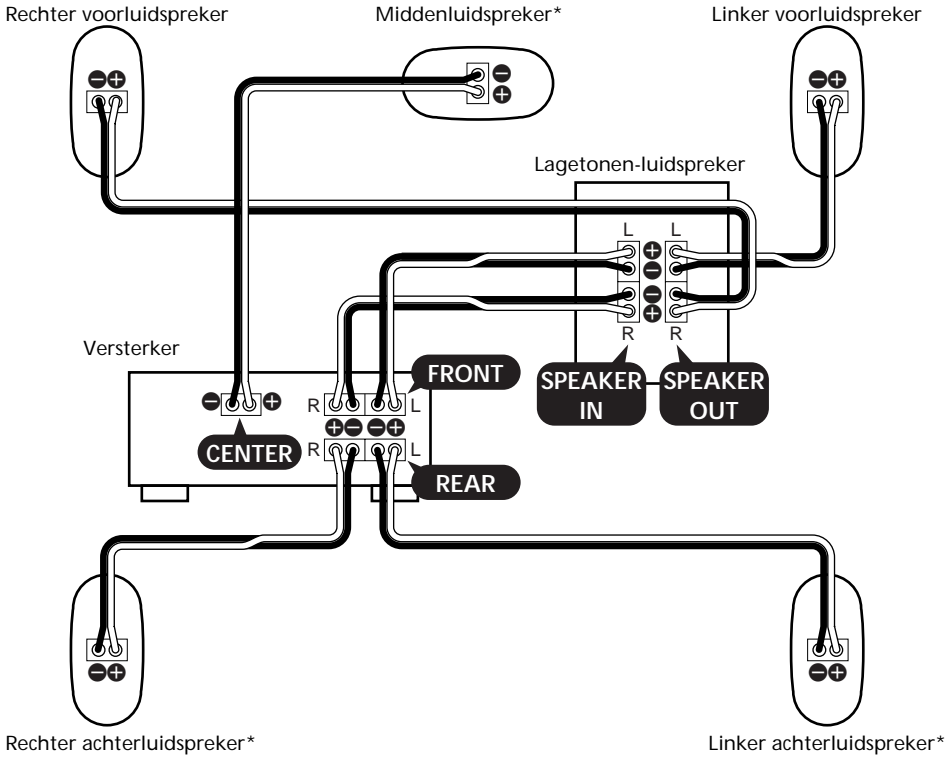 Rechter voorluidspreker
Middenluidspreker*
Linker voorluidspreker
Lagetonen-luidspreker
L L
R R
SPEAKER IN
SPEAKER OUT
Versterker
FRONT
R L
CENTER
R L
REAR
Rechter achterluidspreker*
Linker achterluidspreker*